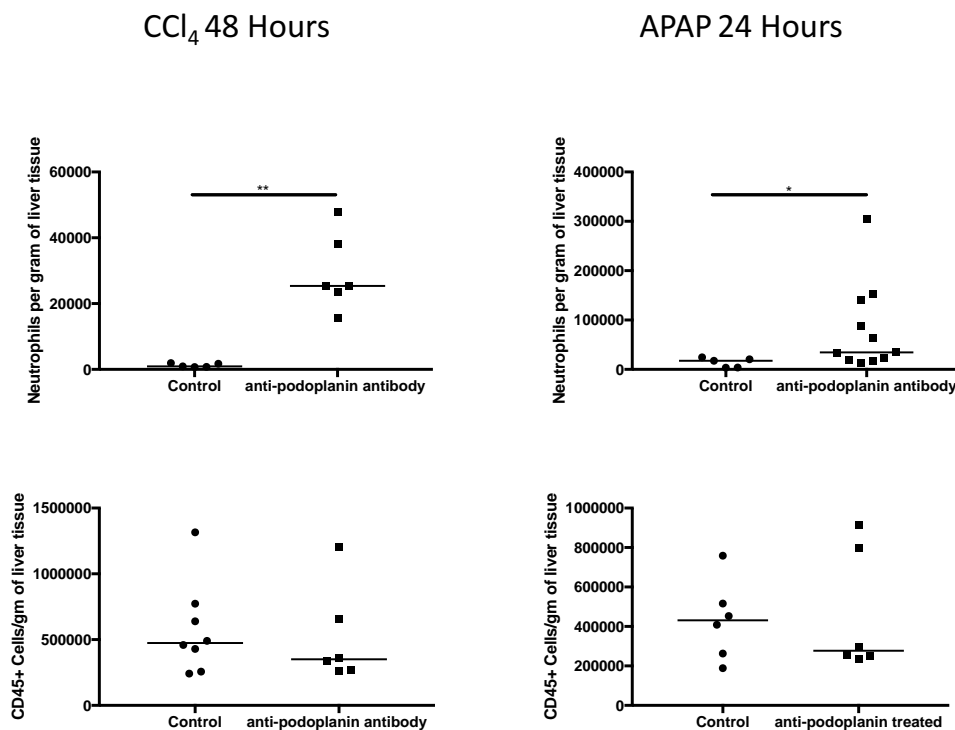 CCl₄ 48 Hours
APAP 24 Hours
Neutrophils per gram of liver tissue
60000
40000
20000
0
**
Control
anti-podoplanin antibody
Neutrophils per gram of liver tissue
400000
300000
200000
100000
0
*
Control
anti-podoplanin antibody
CD45+ Cells/gm of liver tissue
1500000
1000000
500000
0
Control
anti-podoplanin antibody
CD45+ Cells/gm of liver tissue
1000000
800000
600000
400000
200000
0
Control
anti-podoplanin treated